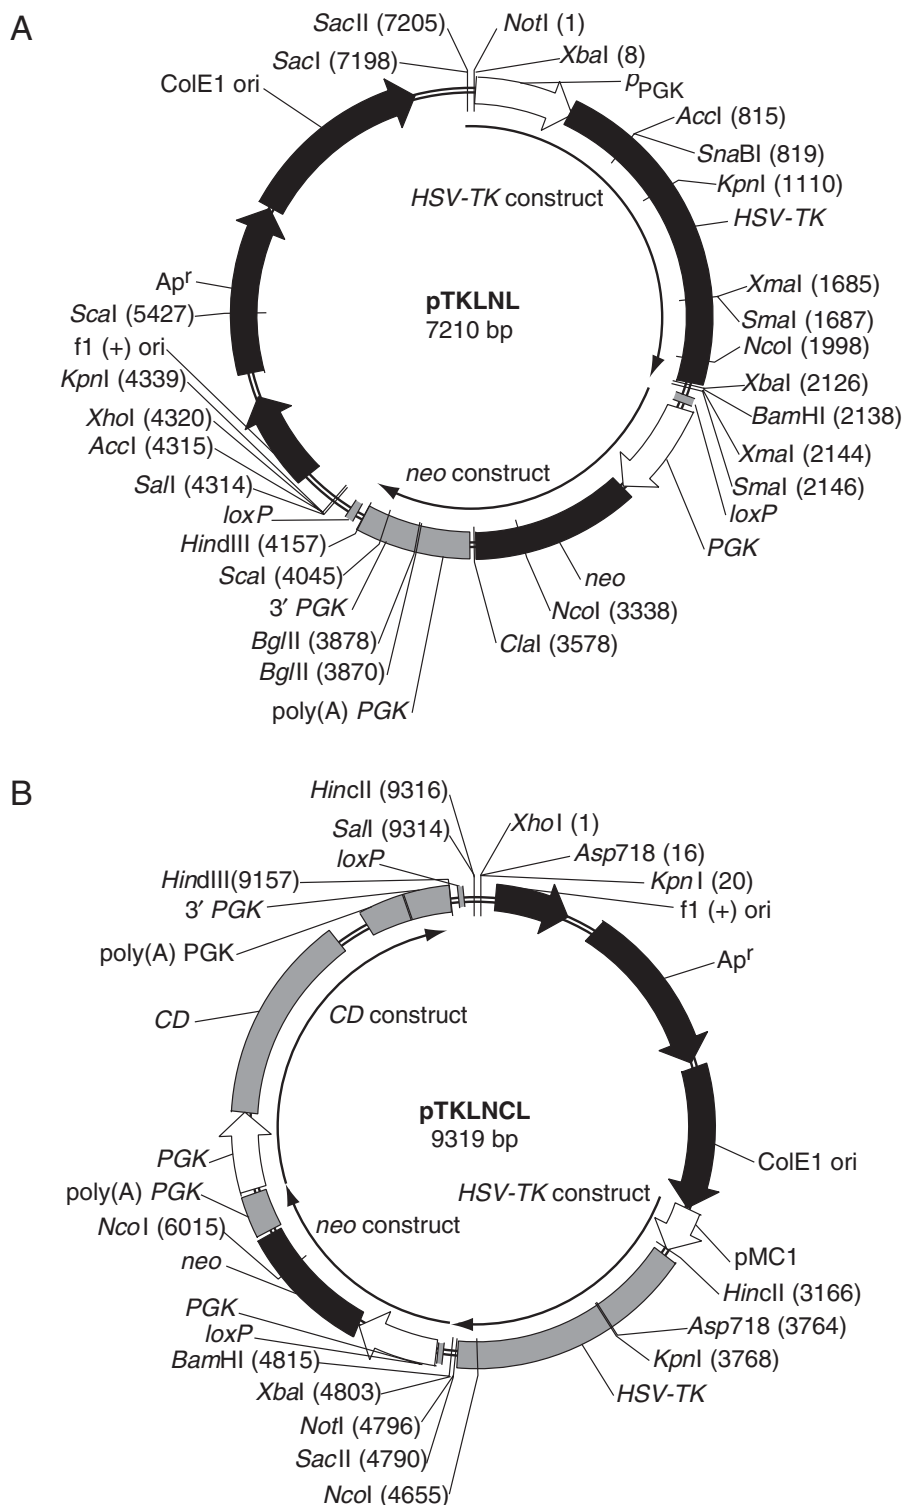 A
SacII (7205)
NotI (1)
SacI (7198)
XbaI (8)
ColE1 ori
pPGK
AccI (815)
SnaBI (819)
KpnI (1110)
HSV-TK construct
HSV-TK
Apr
pTKLNL
7210 bp
XmaI (1685)
ScaI (5427)
SmaI (1687)
f1 (+) ori
NcoI (1998)
KpnI (4339)
XbaI (2126)
XhoI (4320)
BamHI (2138)
AccI (4315)
XmaI (2144)
neo construct
SalI (4314)
SmaI (2146)
loxP
loxP
HindIII (4157)
PGK
ScaI (4045)
neo
3′ PGK
NcoI (3338)
BglII (3878)
ClaI (3578)
BglII (3870)
poly(A) PGK
B
HincII (9316)
SalI (9314)
XhoI (1)
loxP
Asp718 (16)
HindIII(9157)
KpnI (20)
3′ PGK
f1 (+) ori
poly(A) PGK
Apr
CD
CD construct
pTKLNCL
9319 bp
PGK
ColE1 ori
poly(A) PGK
HSV-TK construct
NcoI (6015)
neo construct
neo
pMC1
HincII (3166)
PGK
Asp718 (3764)
loxP
BamHI (4815)
KpnI (3768)
XbaI (4803)
HSV-TK
NotI (4796)
SacII (4790)
NcoI (4655)